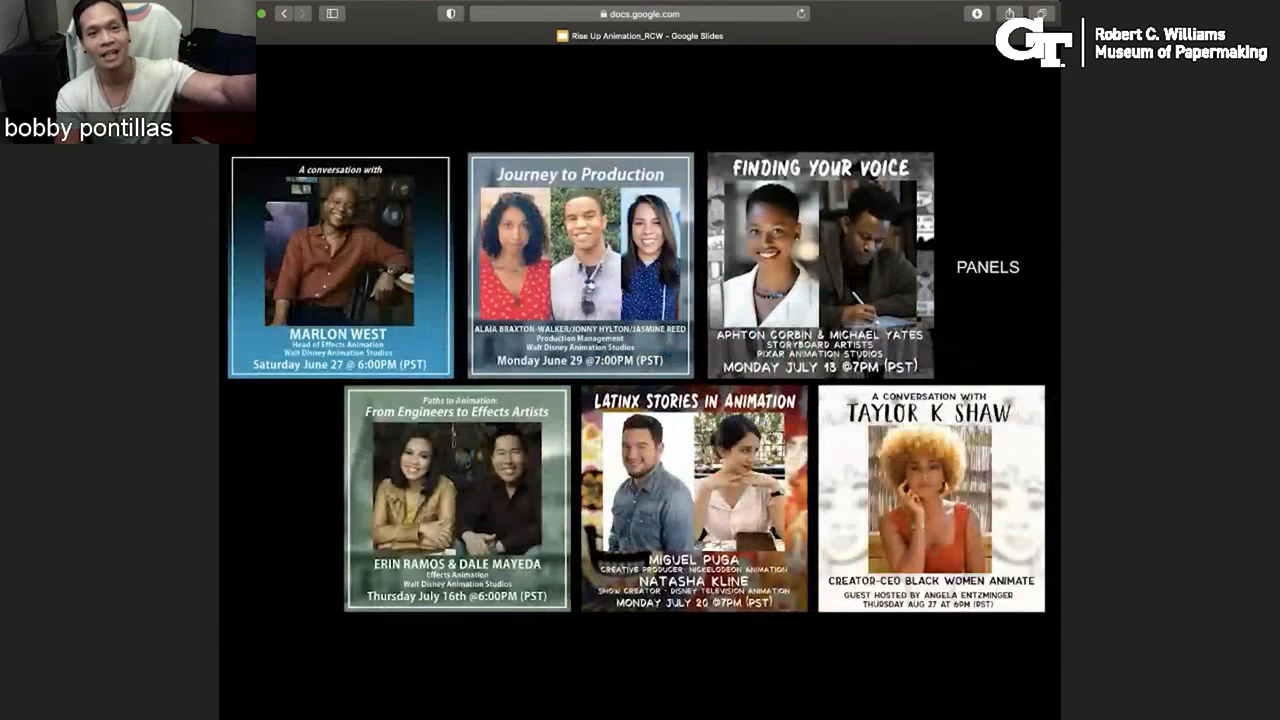 docs.google.com
Rise Up Animation_RCW – Google Slides
GT
Robert C. Williams
Museum of Papermaking
bobby pontillas
A conversation with
MARLON WEST
Head of Effects Animation
Walt Disney Animation Studios
Saturday June 27 @ 6:00PM (PST)
Journey to Production
ALAIA BRAXTON-WALKER/JONNY HYLTON/JASMINE REED
Production Management
Walt Disney Animation Studios
Monday June 29 @7:00PM (PST)
FINDING YOUR VOICE
APHTON CORBIN & MICHAEL YATES
STORYBOARD ARTISTS
PIXAR ANIMATION STUDIOS
MONDAY JULY 13 @7PM (PST)
PANELS
Paths to Animation:
From Engineers to Effects Artists
ERIN RAMOS & DALE MAYEDA
Effects Animation
Walt Disney Animation Studios
Thursday July 16th @6:00PM (PST)
LATINX STORIES IN ANIMATION
MIGUEL PUGA
CREATIVE PRODUCER · NICKELODEON ANIMATION
NATASHA KLINE
SHOW CREATOR · DISNEY TELEVISION ANIMATION
MONDAY JULY 20 @7PM (PST)
A CONVERSATION WITH
TAYLOR K SHAW
CREATOR-CEO BLACK WOMEN ANIMATE
GUEST HOSTED BY ANGELA ENTZMINGER
THURSDAY AUG 27 AT 6PM (PST)